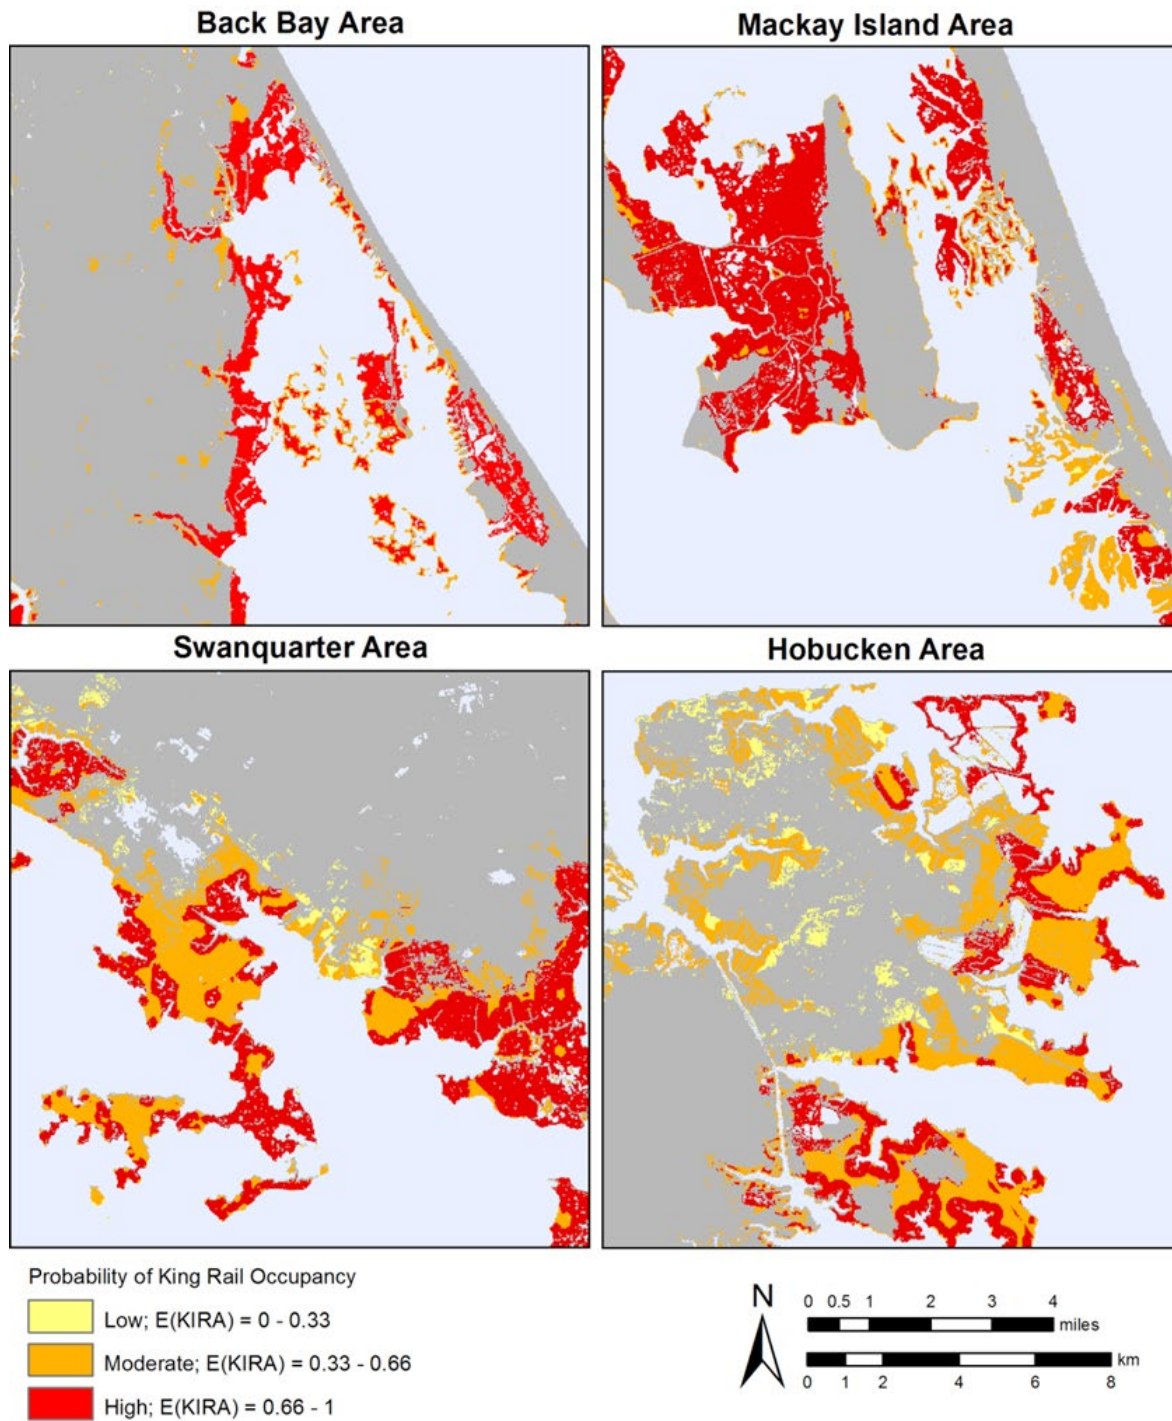 Back Bay Area
Mackay Island Area
Swanquarter Area
Hobucken Area
Probability of King Rail Occupancy
Low; E(KIRA) = 0 - 0.33
Moderate; E(KIRA) = 0.33 - 0.66
High; E(KIRA) = 0.66 - 1
N
0 0.5 1 2 3 4
miles
km
0 1 2 4 6 8